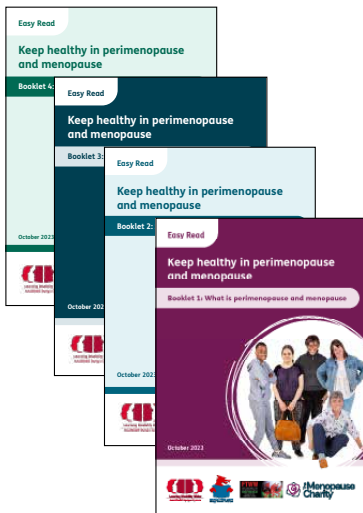 Easy Read
Keep healthy in perimenopause
and menopause
Booklet 4:
October 2023
Easy Read
Keep healthy in perimenopause
and menopause
Booklet 3:
October 202
Easy Read
Keep healthy in perimenopause
and menopause
Booklet 2:
October 2023
Easy Read
Keep healthy in perimenopause
and menopause
Booklet 1: What is perimenopause and menopause
October 2023
Learning Disability Wales
The Menopause
Charity